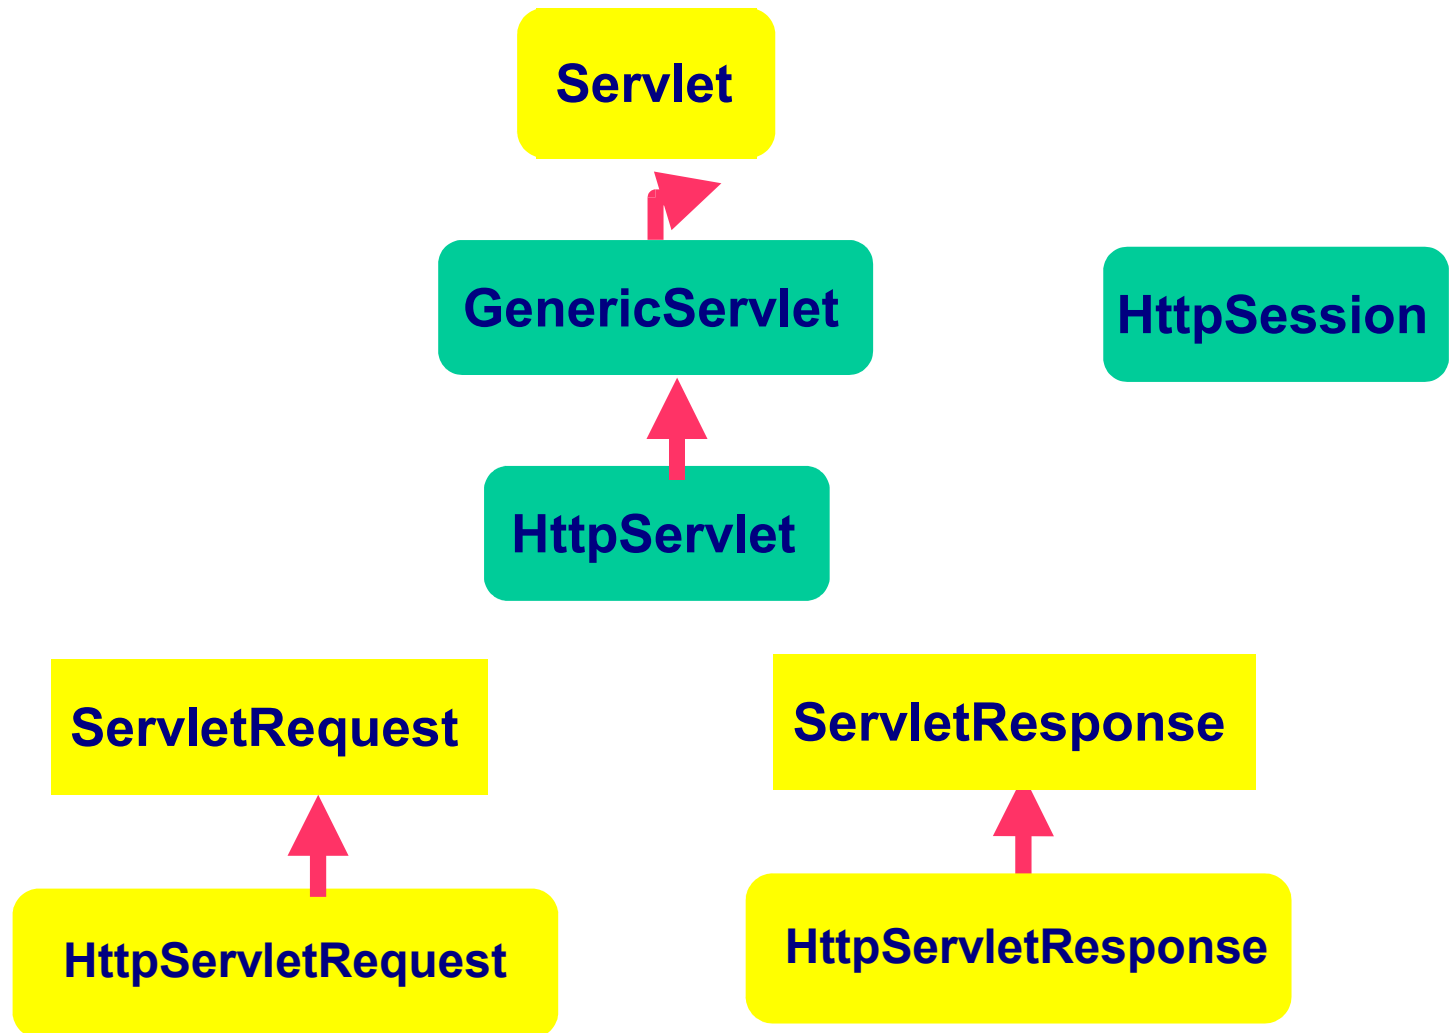 Servlet
GenericServlet
HttpSession
HttpServlet
ServletRequest
ServletResponse
HttpServletRequest
HttpServletResponse